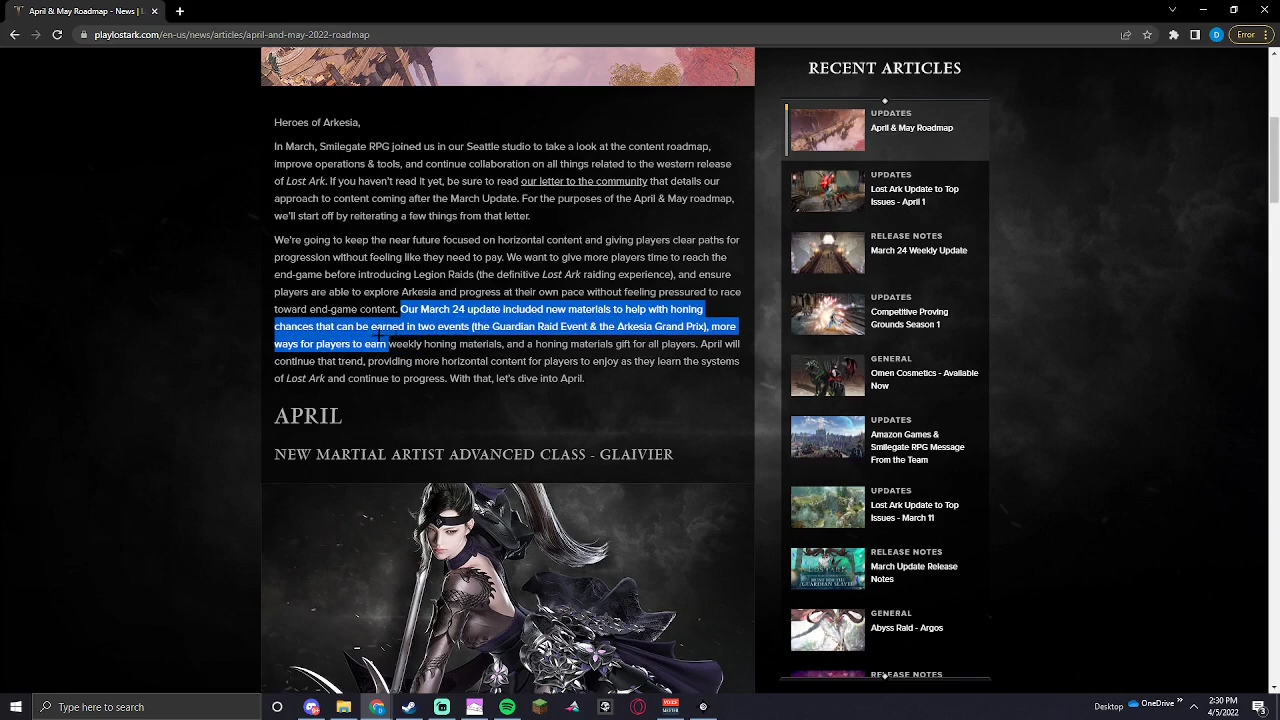 April and May Roadmap - News
playlostark.com/en-us/news/articles/april-and-may-2022-roadmap
D
Error
Heroes of Arkesia,
In March, Smilegate RPG joined us in our Seattle studio to take a look at the content roadmap,
improve operations & tools, and continue collaboration on all things related to the western release
of Lost Ark. If you haven't read it yet, be sure to read our letter to the community that details our
approach to content coming after the March Update. For the purposes of the April & May roadmap,
we'll start off by reiterating a few things from that letter.
We're going to keep the near future focused on horizontal content and giving players clear paths for
progression without feeling like they need to pay. We want to give more players time to reach the
end-game before introducing Legion Raids (the definitive Lost Ark raiding experience), and ensure
players are able to explore Arkesia and progress at their own pace without feeling pressured to race
toward end-game content. Our March 24 update included new materials to help with honing
chances that can be earned in two events (the Guardian Raid Event & the Arkesia Grand Prix), more
ways for players to earn weekly honing materials, and a honing materials gift for all players. April will
continue that trend, providing more horizontal content for players to enjoy as they learn the systems
of Lost Ark and continue to progress. With that, let's dive into April.
APRIL
NEW MARTIAL ARTIST ADVANCED CLASS - GLAIVIER
RECENT ARTICLES
UPDATES
April & May Roadmap
UPDATES
Lost Ark Update to Top
Issues - April 1
RELEASE NOTES
March 24 Weekly Update
UPDATES
Competitive Proving
Grounds Season 1
GENERAL
Omen Cosmetics - Available
Now
UPDATES
Amazon Games &
Smilegate RPG Message
From the Team
UPDATES
Lost Ark Update to Top
Issues - March 11
RELEASE NOTES
March Update Release
Notes
GENERAL
Abyss Raid - Argos
RELEASE NOTES
Type here to search
Desktop
OneDrive
2:30 PM
4/5/2022